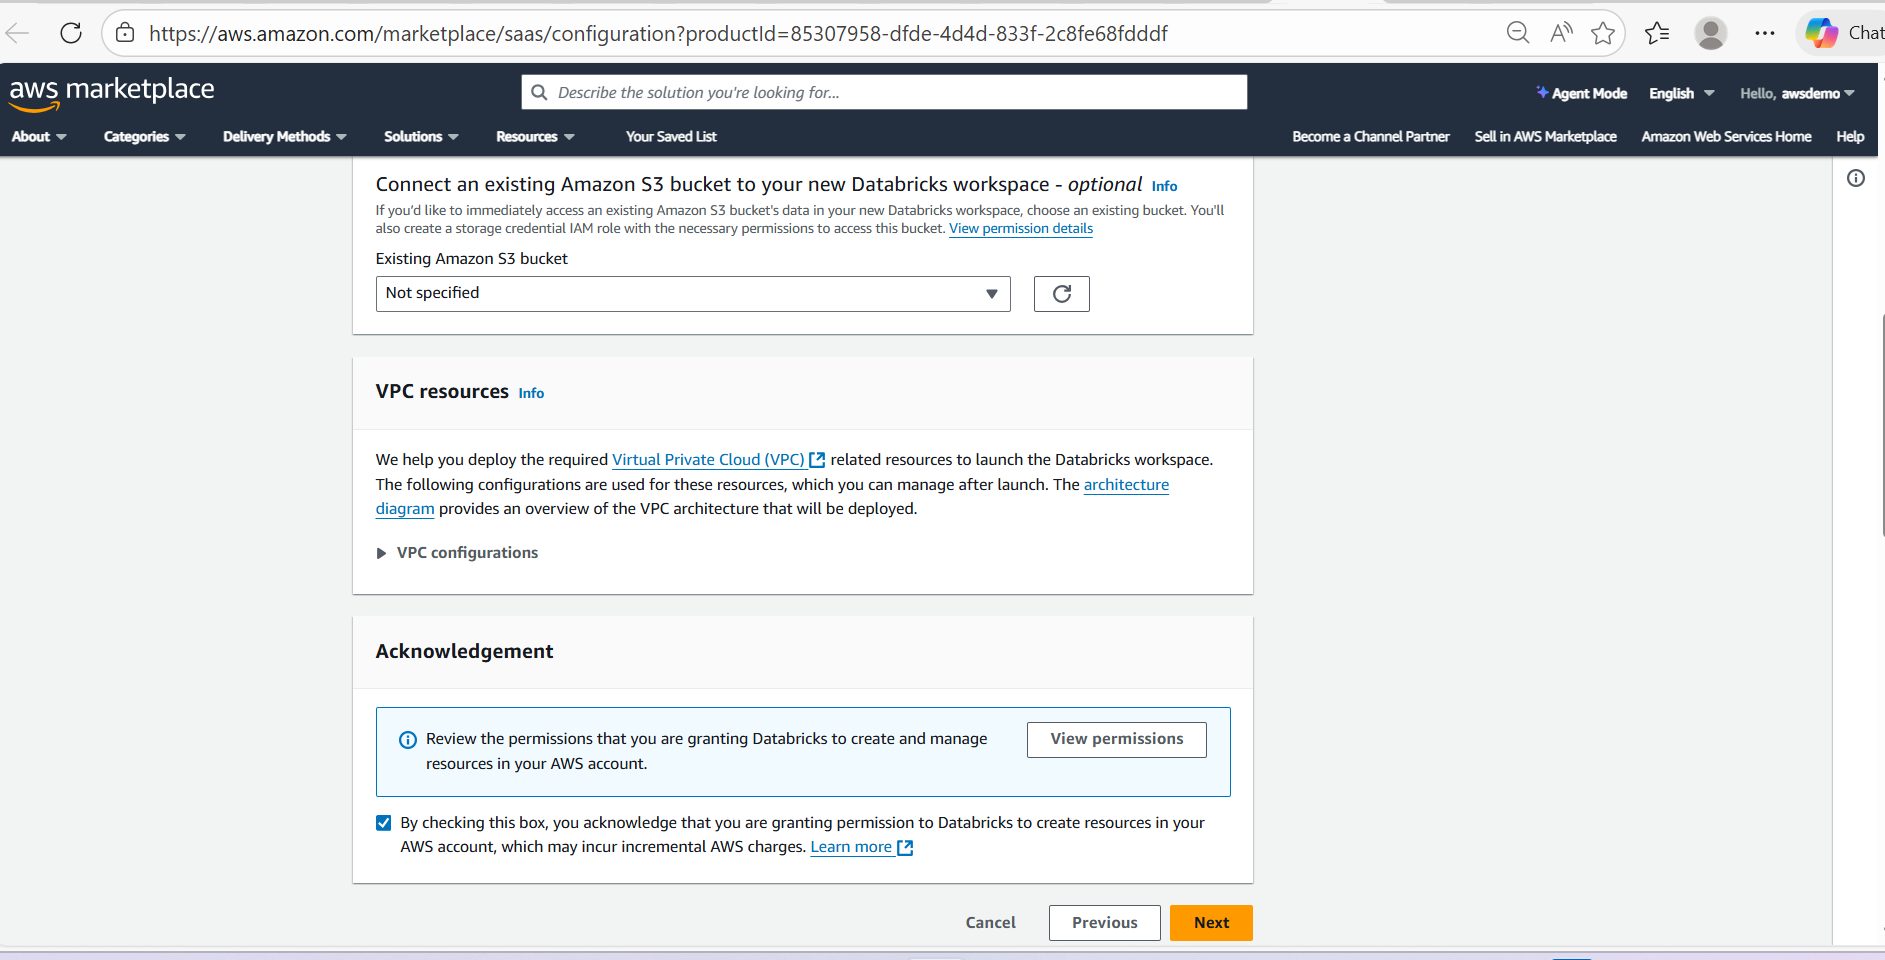 https://aws.amazon.com/marketplace/saas/configuration?productId=85307958-dfde-4d4d-833f-2c8fe68fdddf
Chat
aws marketplace
Describe the solution you're looking for...
Agent Mode
English
Hello, awsdemo
About
Categories
Delivery Methods
Solutions
Resources
Your Saved List
Become a Channel Partner
Sell in AWS Marketplace
Amazon Web Services Home
Help
Connect an existing Amazon S3 bucket to your new Databricks workspace - optional Info
If you'd like to immediately access an existing Amazon S3 bucket's data in your new Databricks workspace, choose an existing bucket. You'll
also create a storage credential IAM role with the necessary permissions to access this bucket. View permission details
Existing Amazon S3 bucket
Not specified
VPC resources Info
We help you deploy the required Virtual Private Cloud (VPC) related resources to launch the Databricks workspace.
The following configurations are used for these resources, which you can manage after launch. The architecture
diagram provides an overview of the VPC architecture that will be deployed.
VPC configurations
Acknowledgement
Review the permissions that you are granting Databricks to create and manage
resources in your AWS account.
View permissions
By checking this box, you acknowledge that you are granting permission to Databricks to create resources in your
AWS account, which may incur incremental AWS charges. Learn more
Cancel
Previous
Next